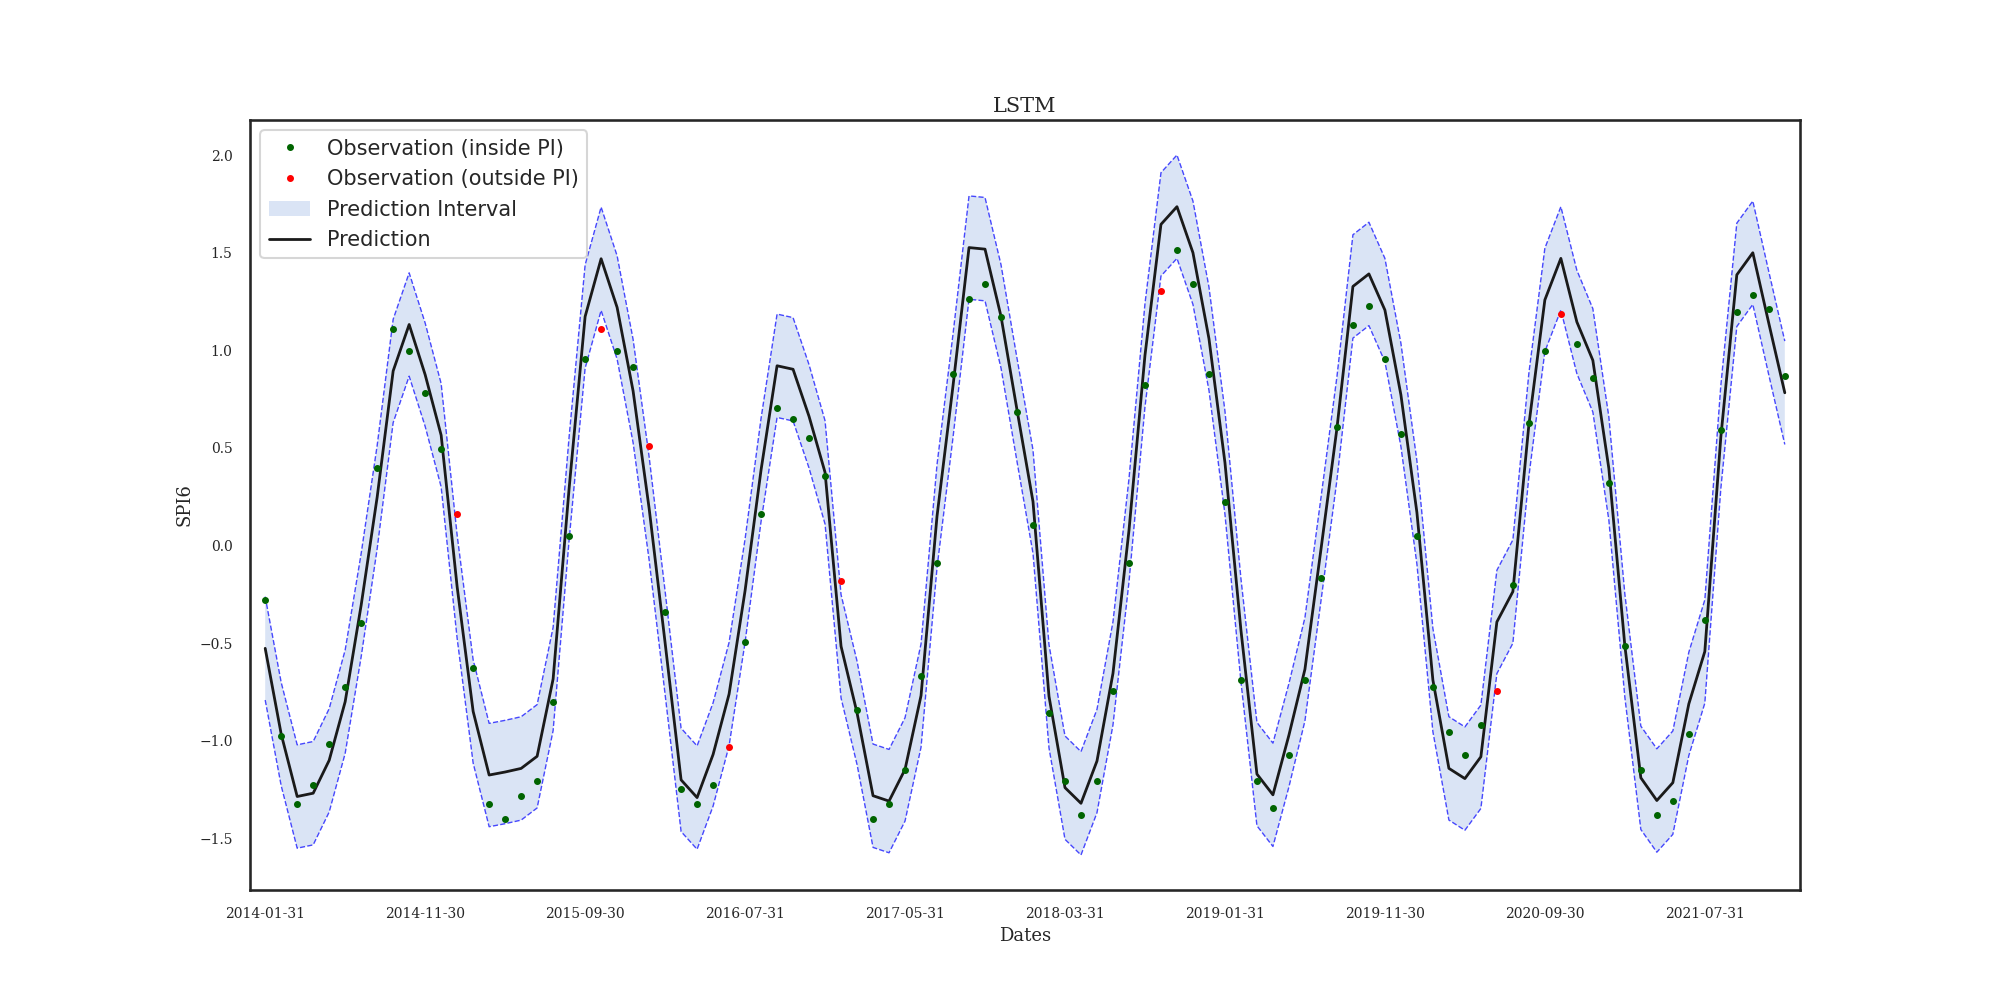 LSTM
Observation (inside PI)
Observation (outside PI)
Prediction Interval
Prediction
2.0
1.5
1.0
0.5
0.0
−0.5
−1.0
−1.5
SPI6
2014-01-31 2014-11-30 2015-09-30 2016-07-31 2017-05-31 2018-03-31 2019-01-31 2019-11-30 2020-09-30 2021-07-31
Dates